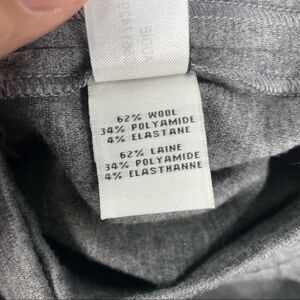 62% WOOL
34% POLYAMIDE
4% ELASTANE
62% LAINE
34% POLYAMIDE
4% ELASTHANNE